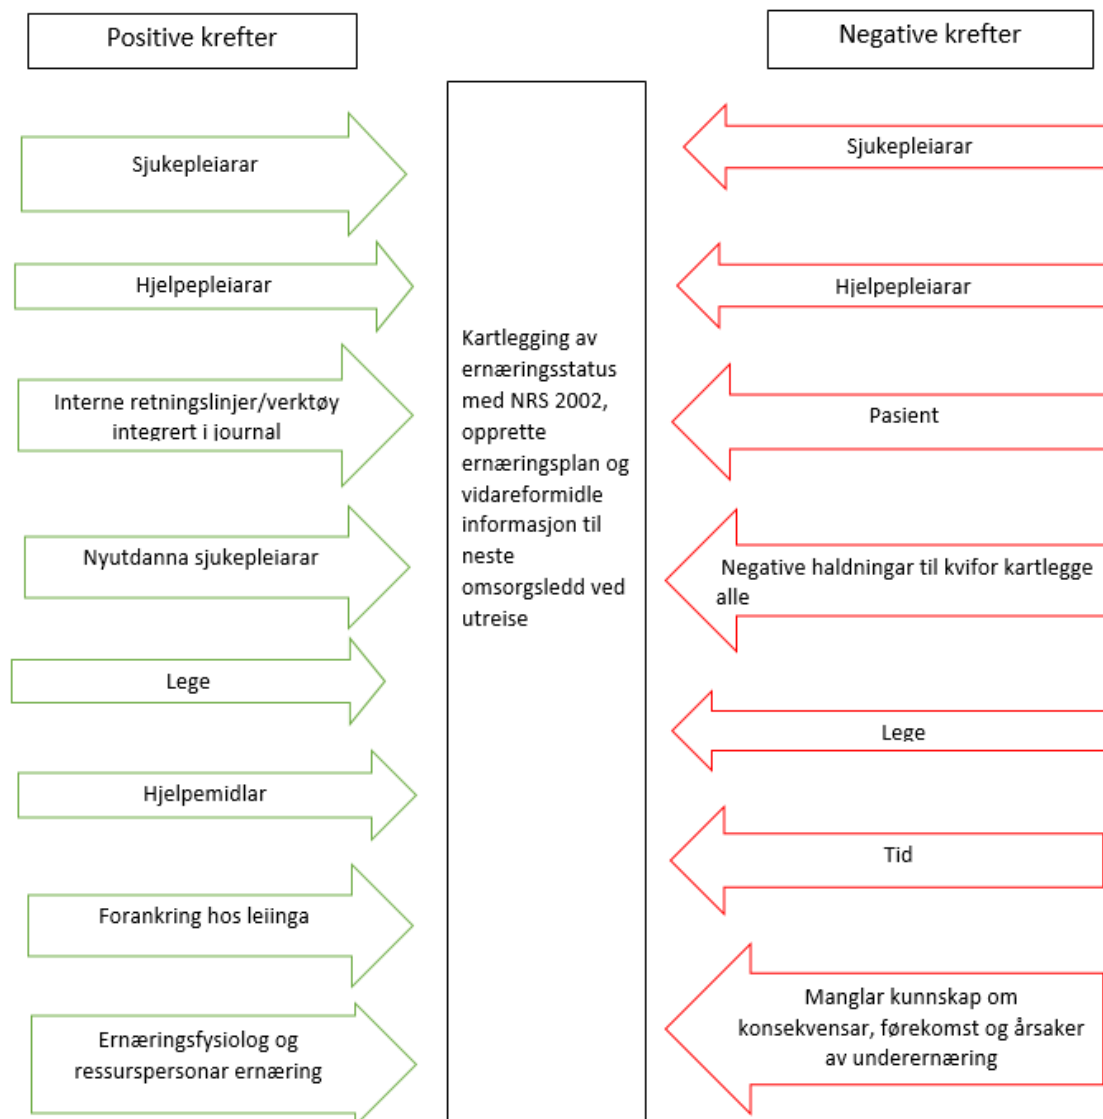 Positive krefter
Negative krefter
Sjukepleiarar
Hjelpepleiarar
Interne retningslinjer/verktøy
integrert i journal
Nyutdanna sjukepleiarar
Lege
Hjelpemidlar
Forankring hos leiinga
Ernæringsfysiolog og
ressurspersonar ernæring
Kartlegging av
ernæringsstatus
med NRS 2002,
opprette
ernæringsplan og
vidareformidle
informasjon til
neste
omsorgsledd ved
utreise
Sjukepleiarar
Hjelpepleiarar
Pasient
Negative haldningar til kvifor kartlegge
alle
Lege
Tid
Manglar kunnskap om
konsekvensar, førekomst og årsaker
av underernæring